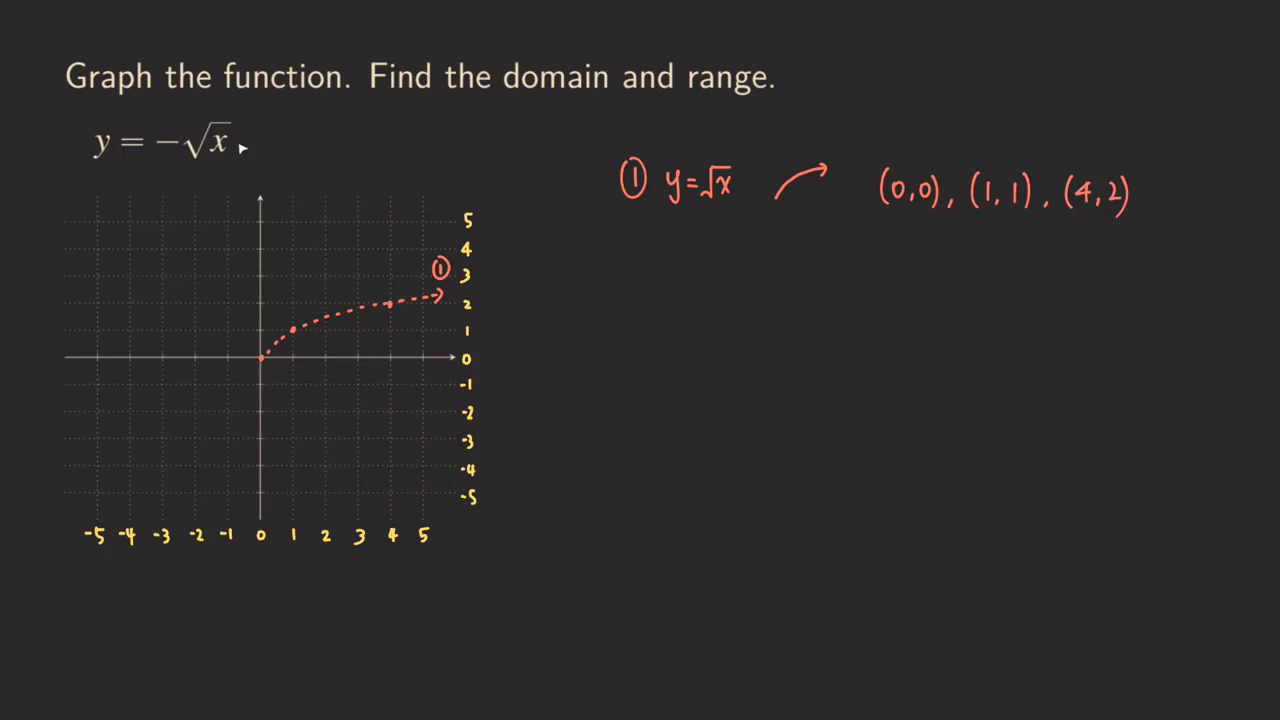 Graph the function. Find the domain and range.
y = −√x
① y=√x (0,0), (1,1), (4,2)
5
4
① 3
2
1
0
-1
-2
-3
-4
-5
-5 -4 -3 -2 -1 0 1 2 3 4 5